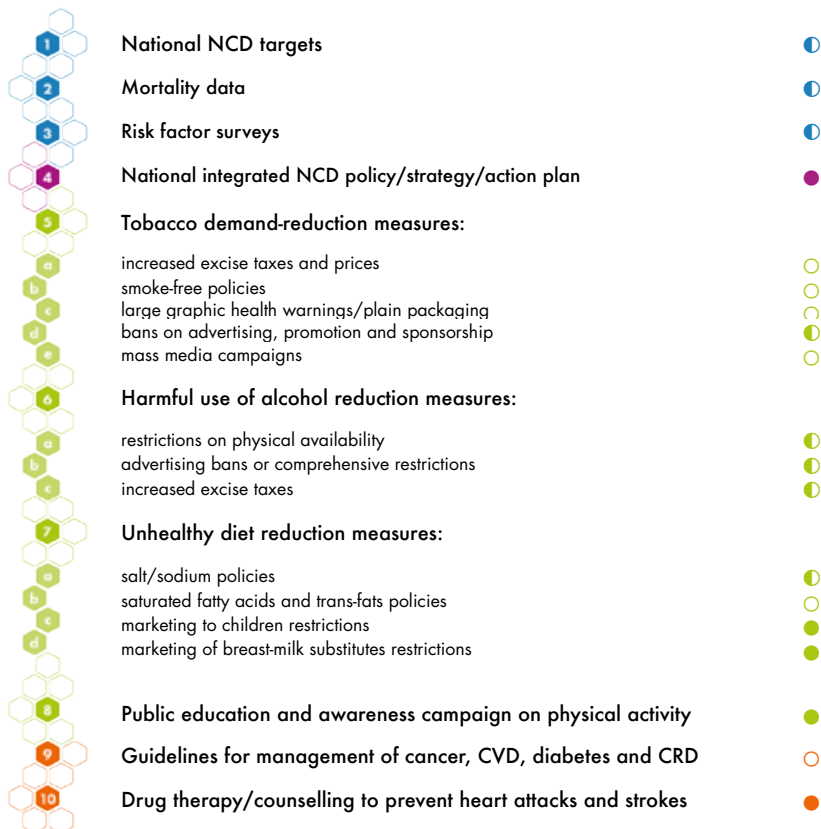 1 National NCD targets
2 Mortality data
3 Risk factor surveys
4 National integrated NCD policy/strategy/action plan
5 Tobacco demand-reduction measures:
a increased excise taxes and prices
b smoke-free policies
c large graphic health warnings/plain packaging
d bans on advertising, promotion and sponsorship
e mass media campaigns
6 Harmful use of alcohol reduction measures:
a restrictions on physical availability
b advertising bans or comprehensive restrictions
c increased excise taxes
7 Unhealthy diet reduction measures:
a salt/sodium policies
b saturated fatty acids and trans-fats policies
c marketing to children restrictions
d marketing of breast-milk substitutes restrictions
8 Public education and awareness campaign on physical activity
9 Guidelines for management of cancer, CVD, diabetes and CRD
10 Drug therapy/counselling to prevent heart attacks and strokes